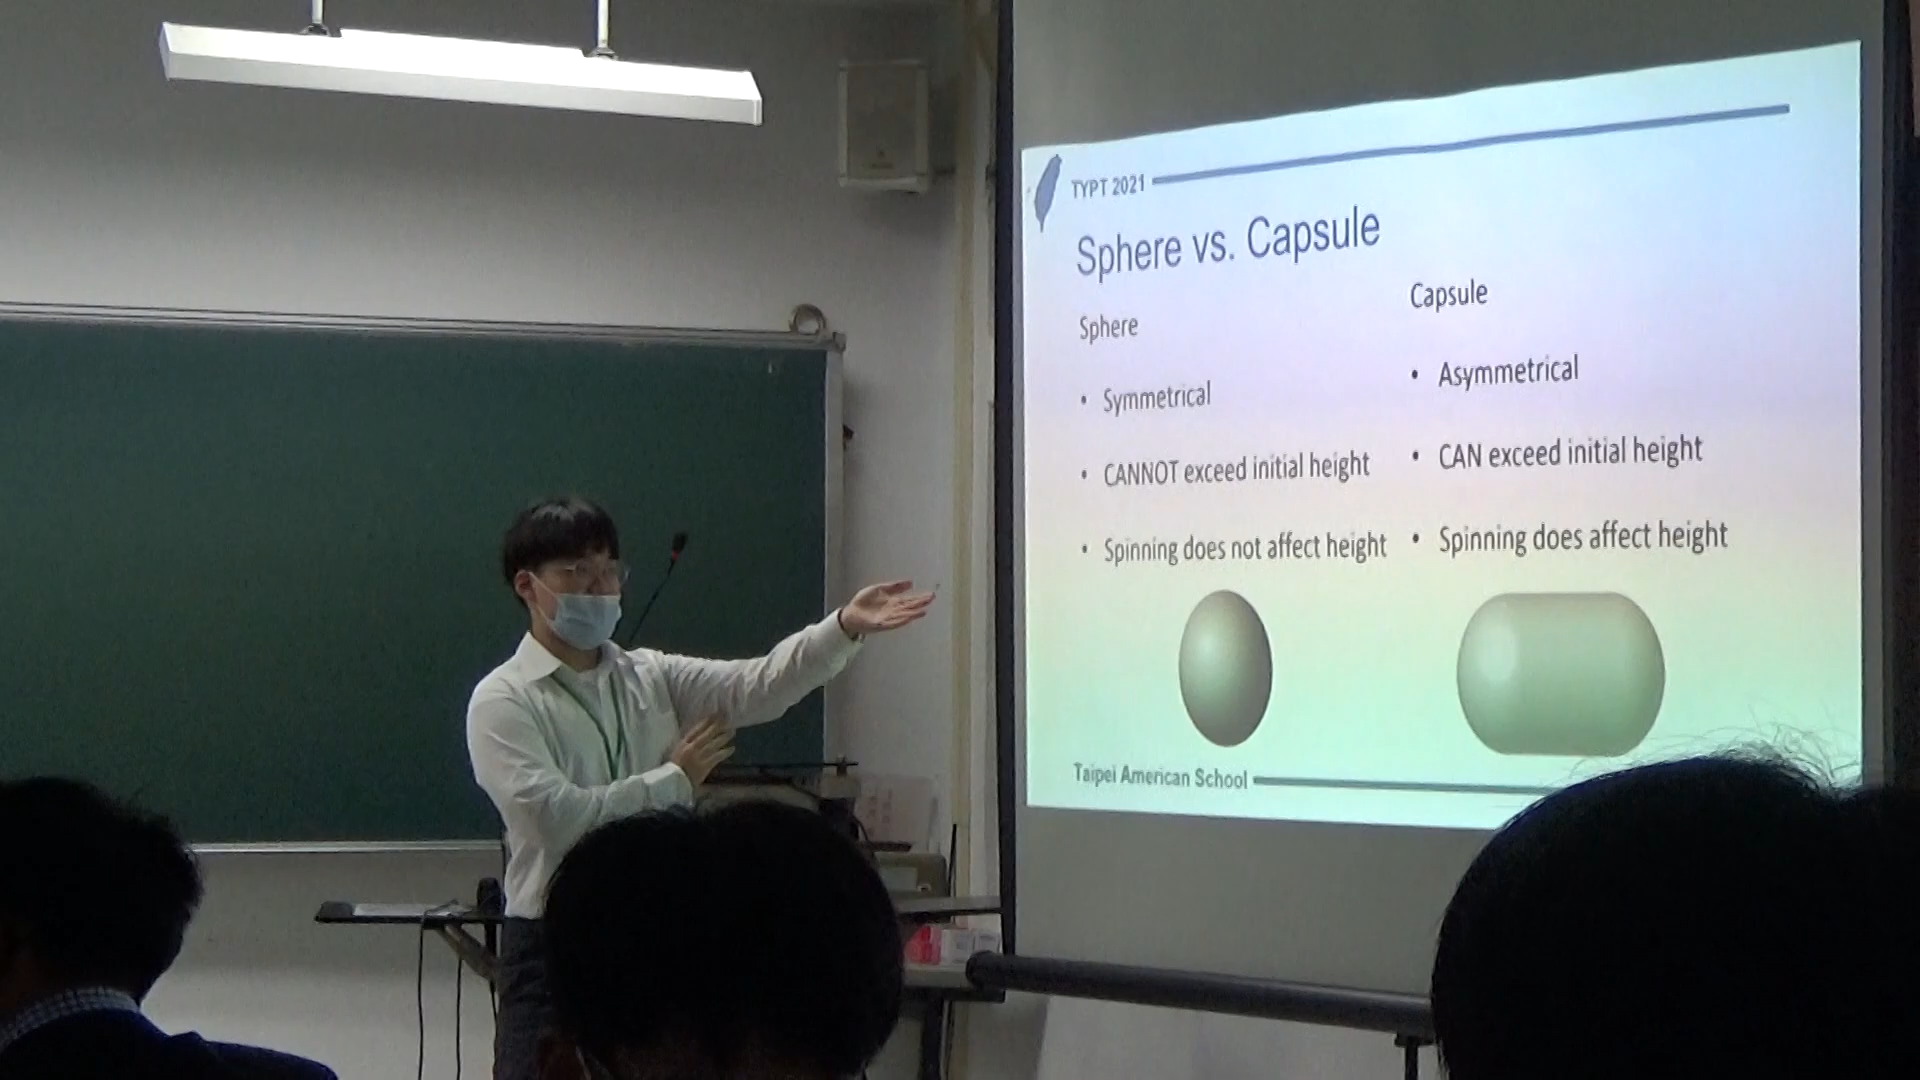 TYPT 2021
Sphere vs. Capsule
Sphere
• Symmetrical
• CANNOT exceed initial height
• Spinning does not affect height
Capsule
• Asymmetrical
• CAN exceed initial height
• Spinning does affect height
Taipei American School